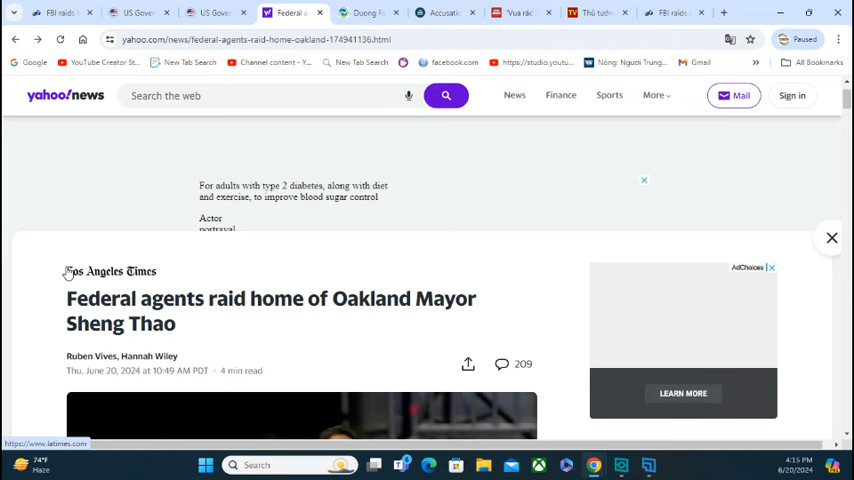 FBI raids
US Gover
US Gover
Federal a
Duong Fo
Accusatio
'Vua rác'
Thủ tướn
FBI raids
yahoo.com/news/federal-agents-raid-home-oakland-174941136.html
Paused
Google
YouTube Creator St...
New Tab Search
Channel content - Y...
New Tab Search
facebook.com
https://studio.youtu...
Nóng: Người Trung...
Gmail
All Bookmarks
yahoo!news
Search the web
News
Finance
Sports
More
Mail
Sign in
For adults with type 2 diabetes, along with diet
and exercise, to improve blood sugar control
Actor
portrayal
Los Angeles Times
AdChoices
Federal agents raid home of Oakland Mayor
Sheng Thao
Ruben Vives, Hannah Wiley
Thu, June 20, 2024 at 10:49 AM PDT · 4 min read
209
LEARN MORE
https://www.latimes.com
74°F
Haze
Search
4:15 PM
6/20/2024